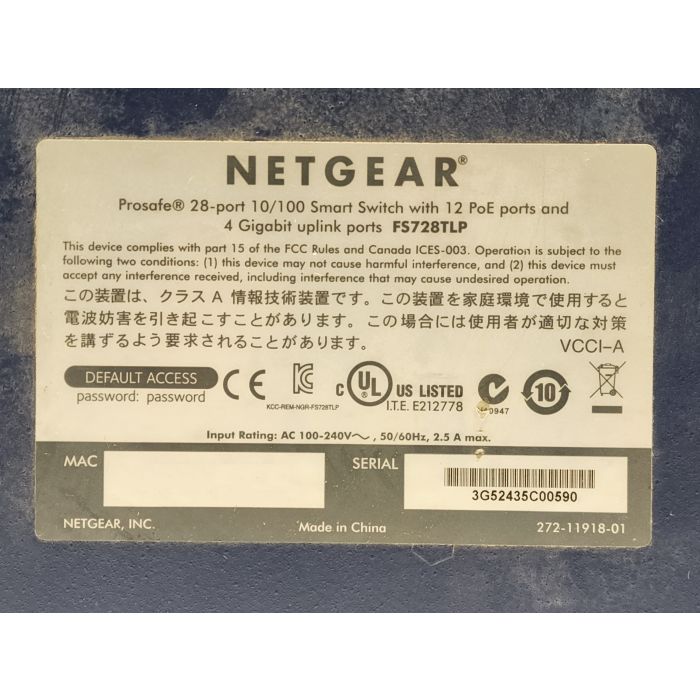 NETGEAR®
Prosafe® 28-port 10/100 Smart Switch with 12 PoE ports and
4 Gigabit uplink ports FS728TLP
This device complies with part 15 of the FCC Rules and Canada ICES-003. Operation is subject to the
following two conditions: (1) this device may not cause harmful interference, and (2) this device must
accept any interference received, including interference that may cause undesired operation.
この装置は、クラス A 情報技術装置です。この装置を家庭環境で使用すると
電波妨害を引き起こすことがあります。この場合には使用者が適切な対策
を講ずるよう要求されることがあります。 VCCI-A
DEFAULT ACCESS
password: password
CE
KCC-REM-NGR-FS728TLP
C UL US LISTED
I.T.E. E212778
10
Input Rating: AC 100-240V～, 50/60Hz, 2.5 A max.
MAC
SERIAL
3G52435C00590
NETGEAR, INC. Made in China 272-11918-01